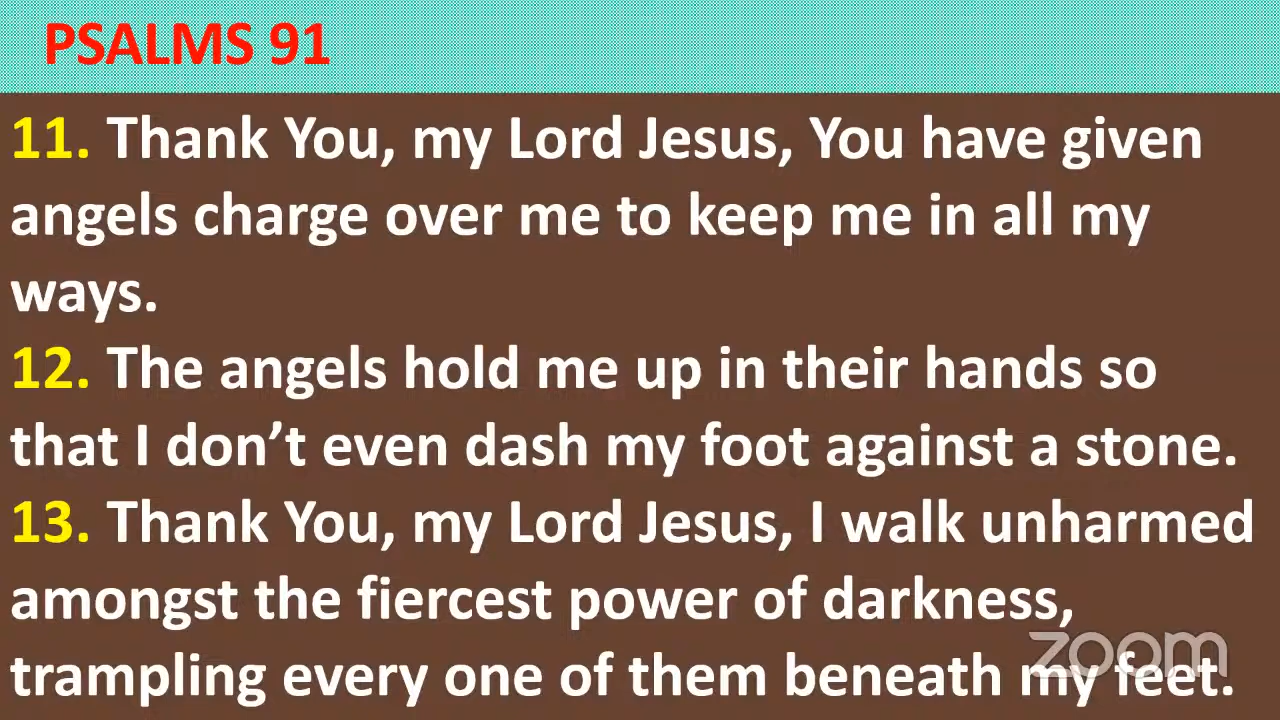 PSALMS 91
11. Thank You, my Lord Jesus, You have given
angels charge over me to keep me in all my
ways.
12. The angels hold me up in their hands so
that I don’t even dash my foot against a stone.
13. Thank You, my Lord Jesus, I walk unharmed
amongst the fiercest power of darkness,
trampling every one of them beneath my feet.
zoom